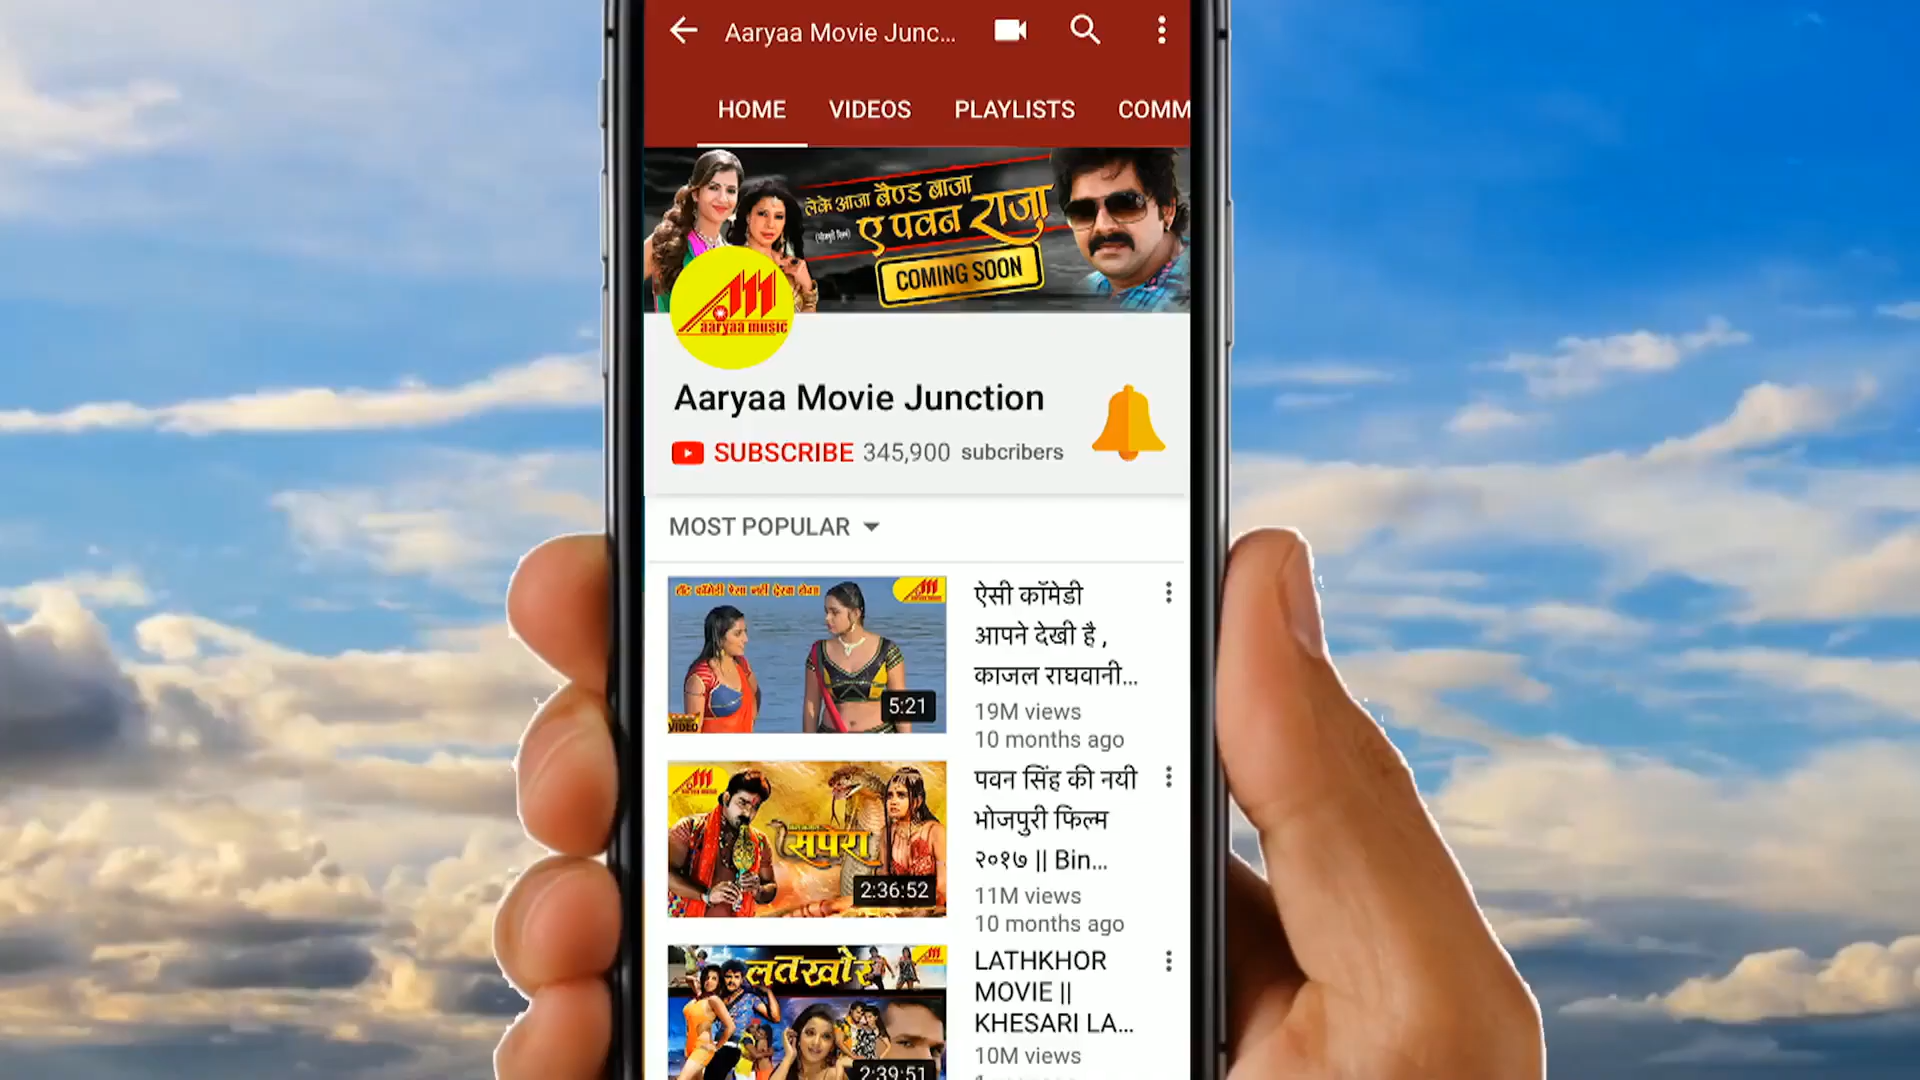 Aaryaa Movie Junc...
HOME VIDEOS PLAYLISTS COMM
लेके आजा बैण्ड बाजा
ए पवन राजा
COMING SOON
aaryaa music
Aaryaa Movie Junction
SUBSCRIBE 345,900 subcribers
MOST POPULAR
ऐसी कॉमेडी
आपने देखी है ,
काजल राघवानी...
19M views
10 months ago
VIDEO
5:21
पवन सिंह की नयी
भोजपुरी फिल्म
२०१७ || Bin...
11M views
10 months ago
सपेरा
2:36:52
LATHKHOR
MOVIE ||
KHESARI LA...
10M views
लतखोर
2:39:51